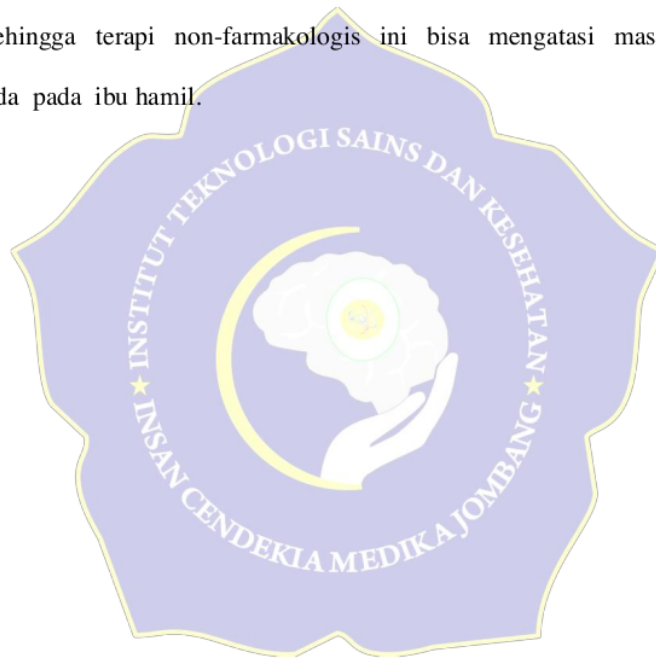 ehingga terapi non-farmakologis ini bisa mengatasi mas
da pada ibu hamil.
INSTITUT TEKNOLOGI SAINS DAN KESEHATAN
INSAN CENDEKIA MEDIKA JOMBANG